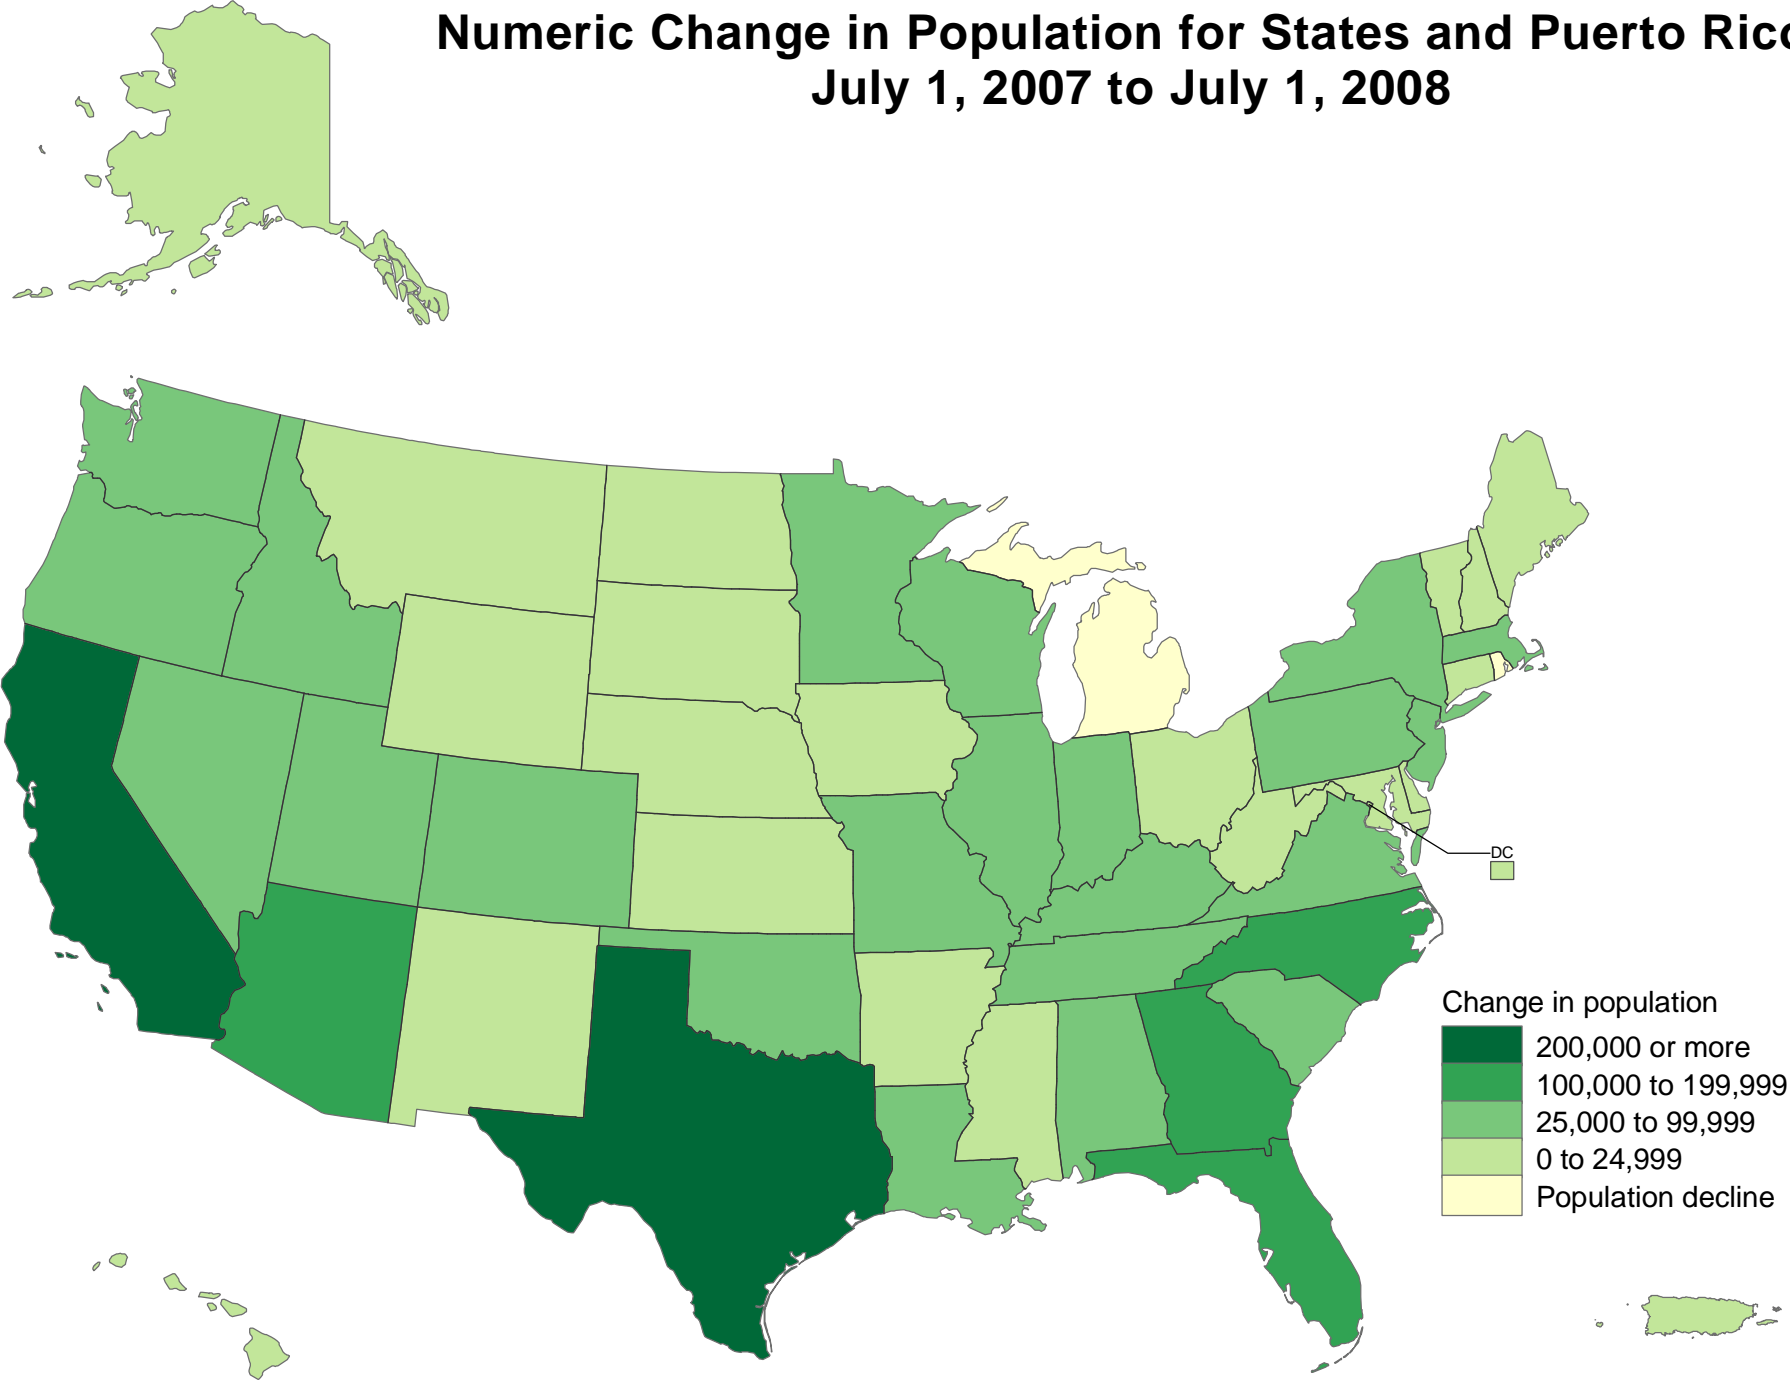 Numeric Change in Population for States and Puerto Rico
July 1, 2007 to July 1, 2008
DC
Change in population
200,000 or more
100,000 to 199,999
25,000 to 99,999
0 to 24,999
Population decline